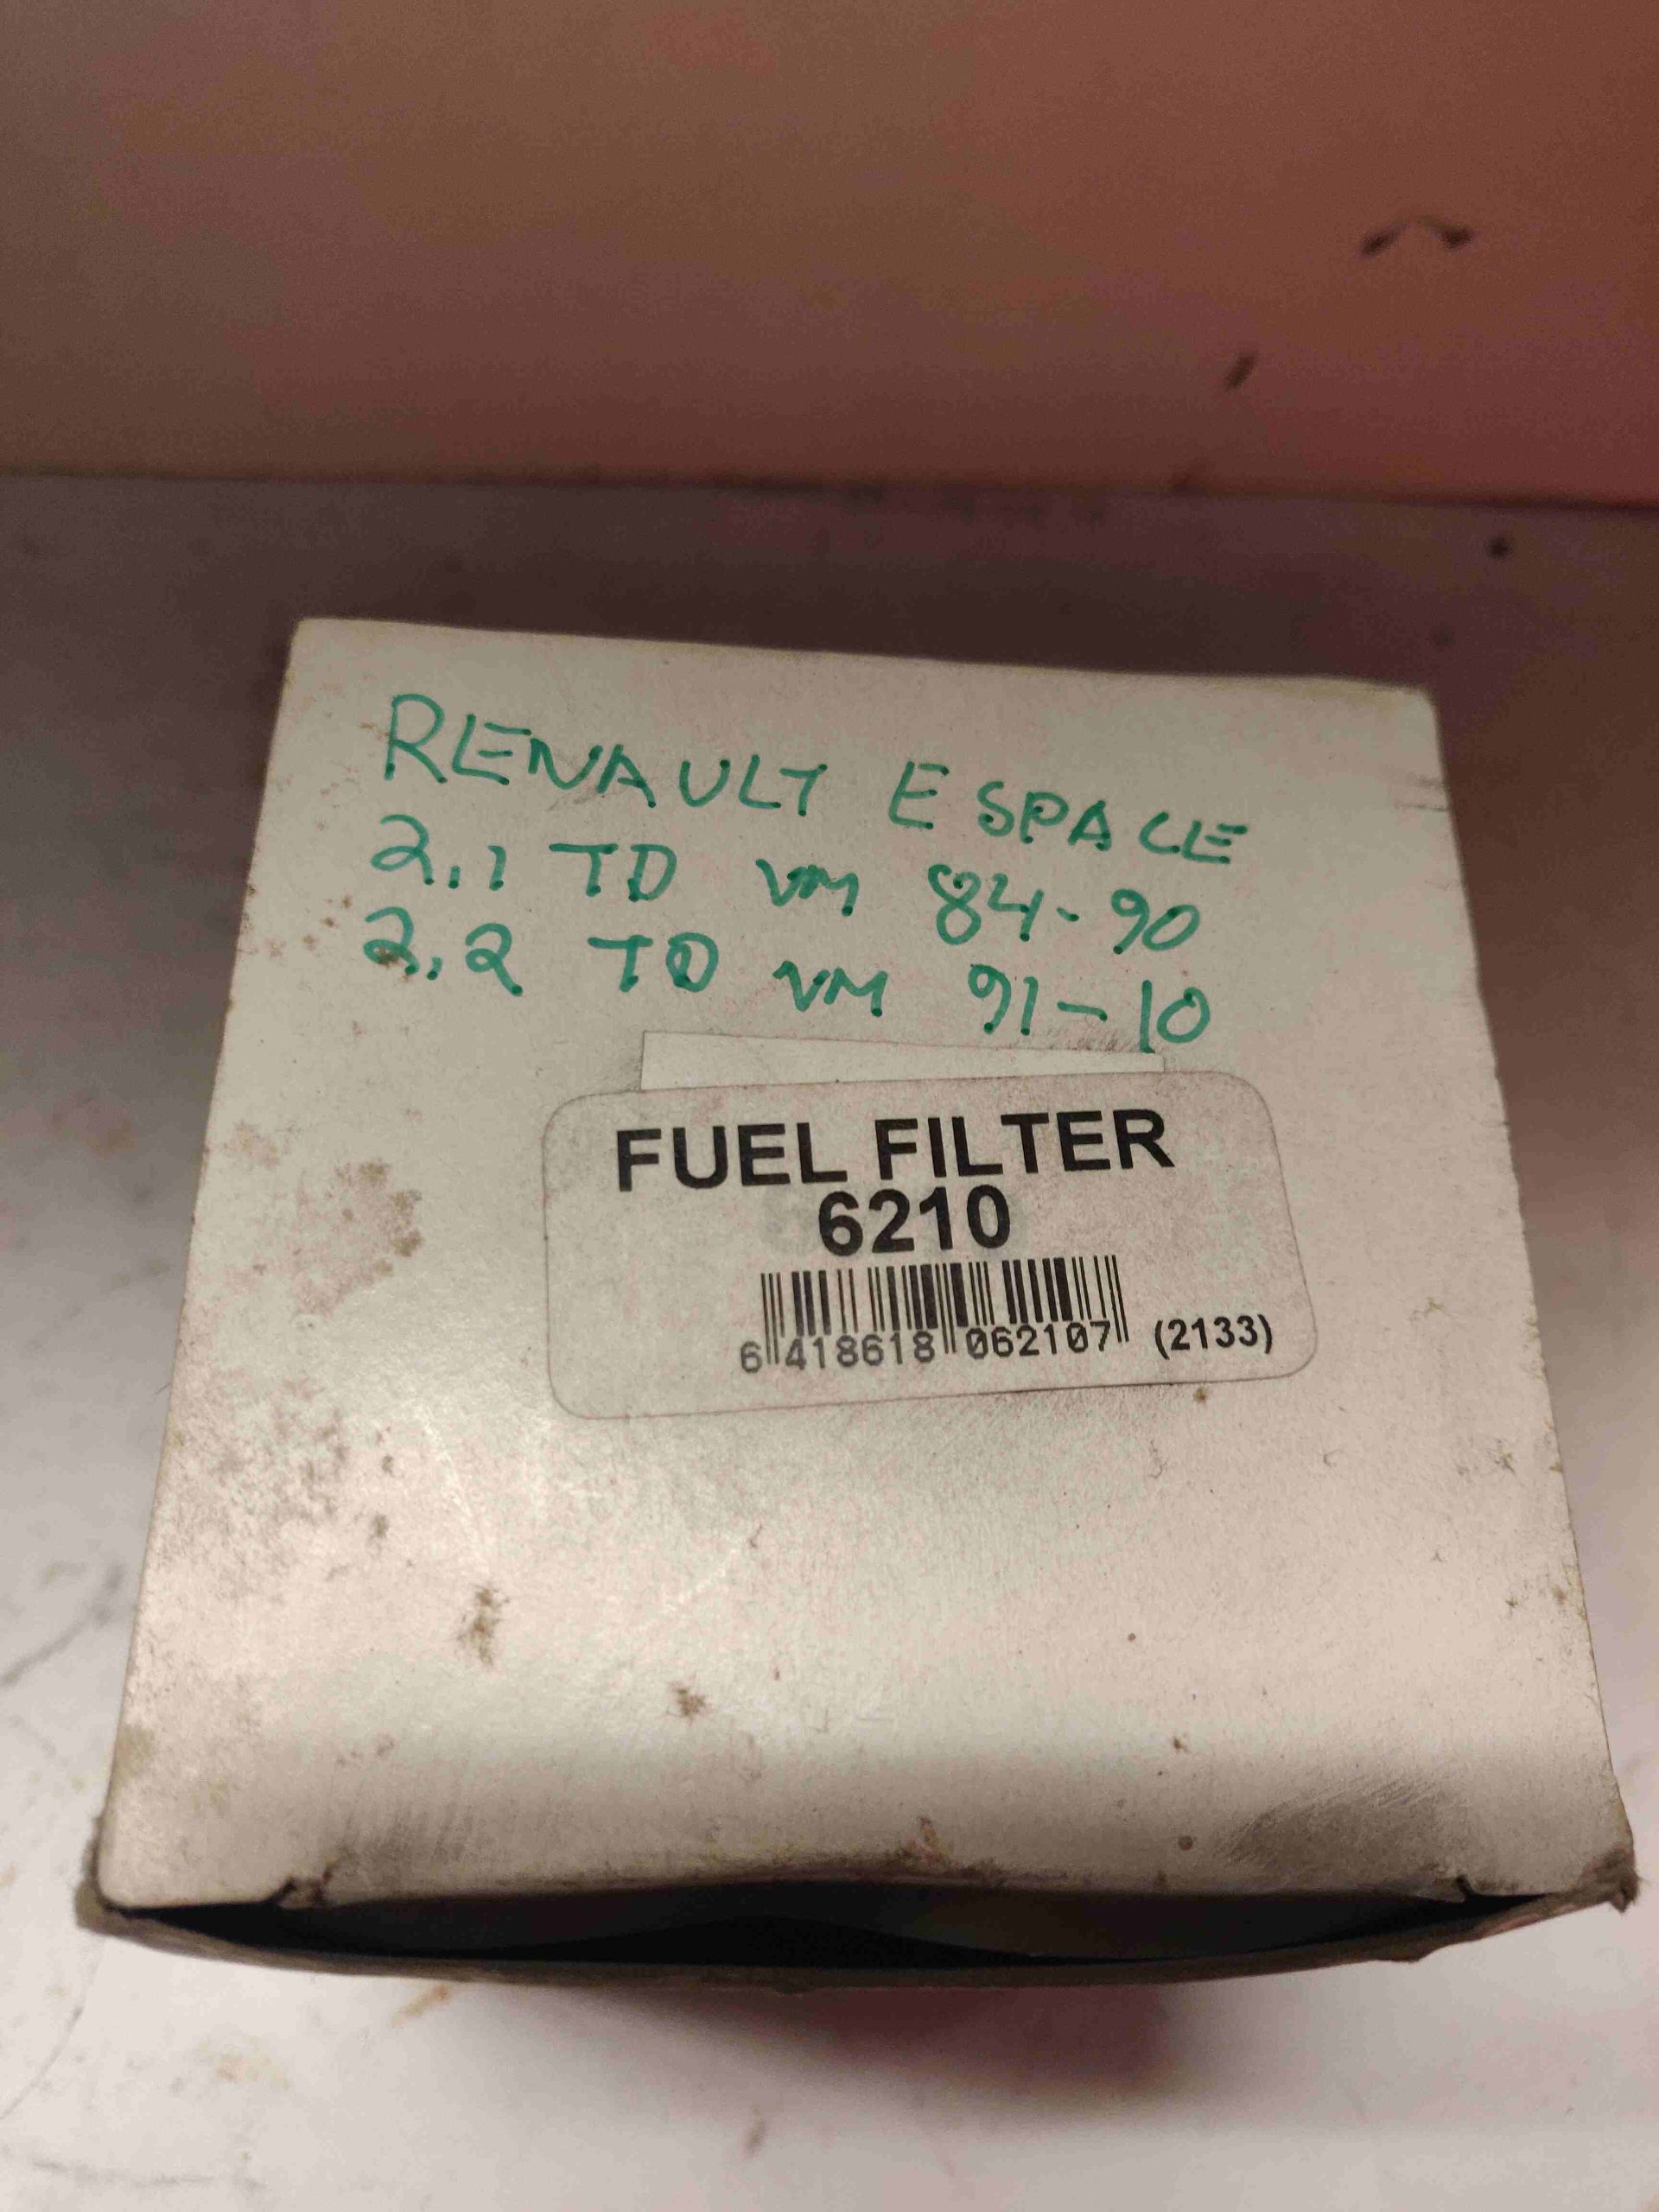 RENAULT ESPACE
2.1 TD VM 84-90
2.2 TD VM 91-10
FUEL FILTER
6210
6 418618 062107 (2133)